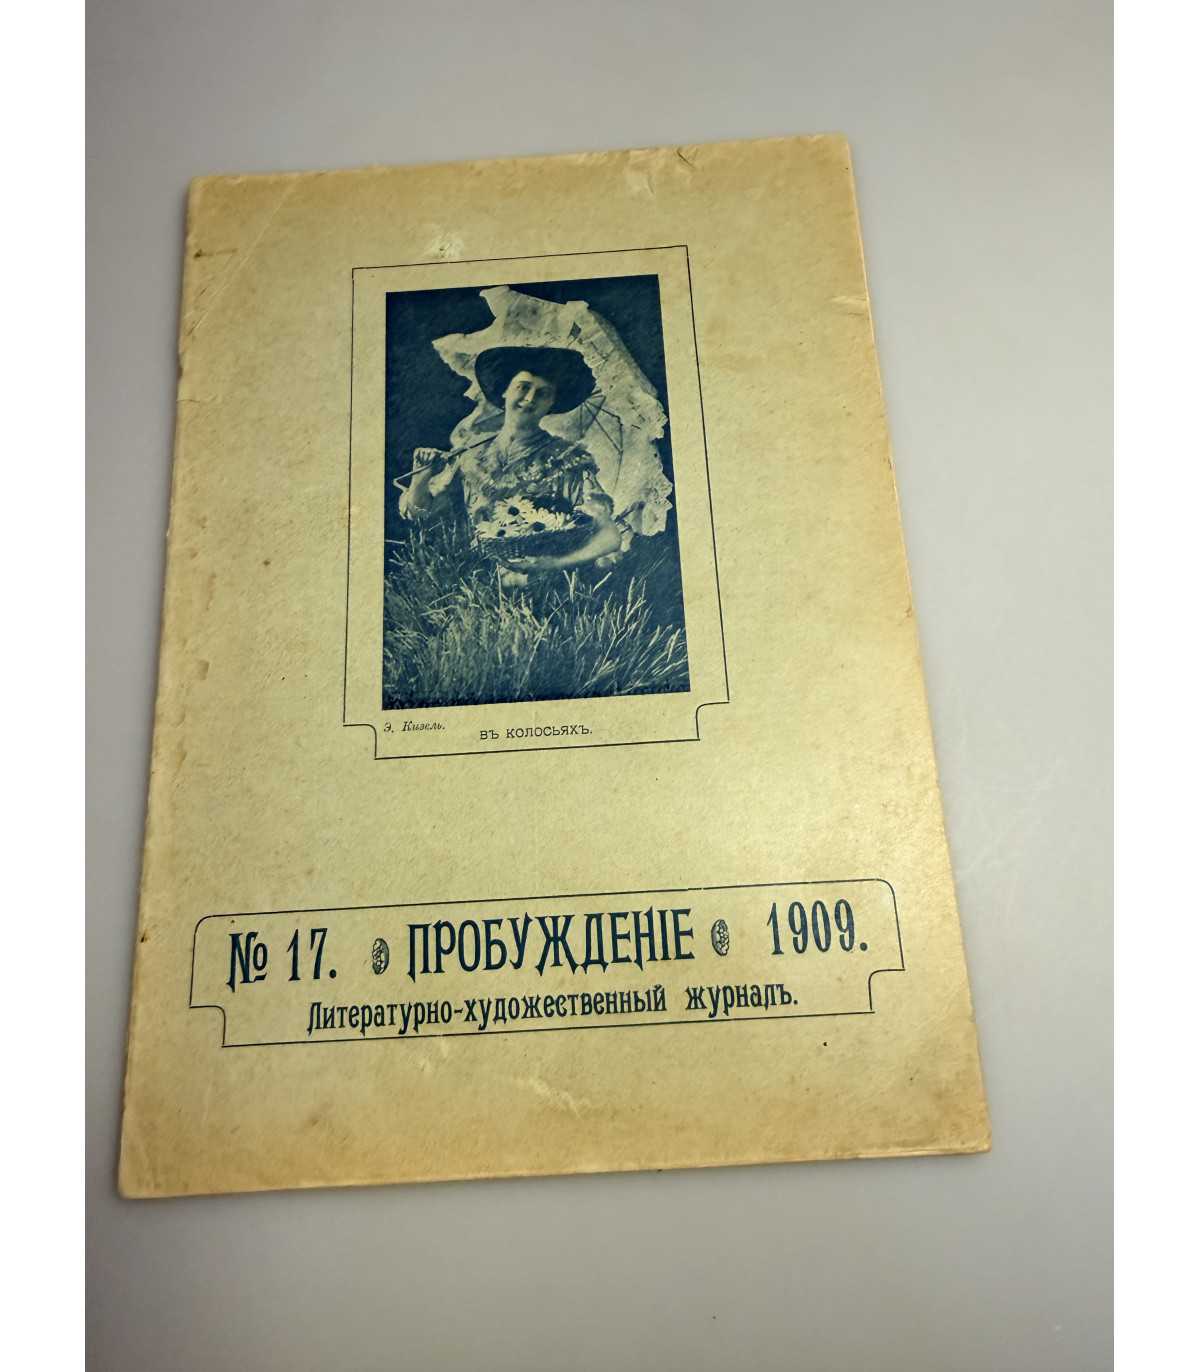 Э. Кизель.
ВЪ КОЛОСЬЯХЪ.
№ 17. ПРОБУЖДЕНІЕ 1909.
Литературно-художественный журналъ.